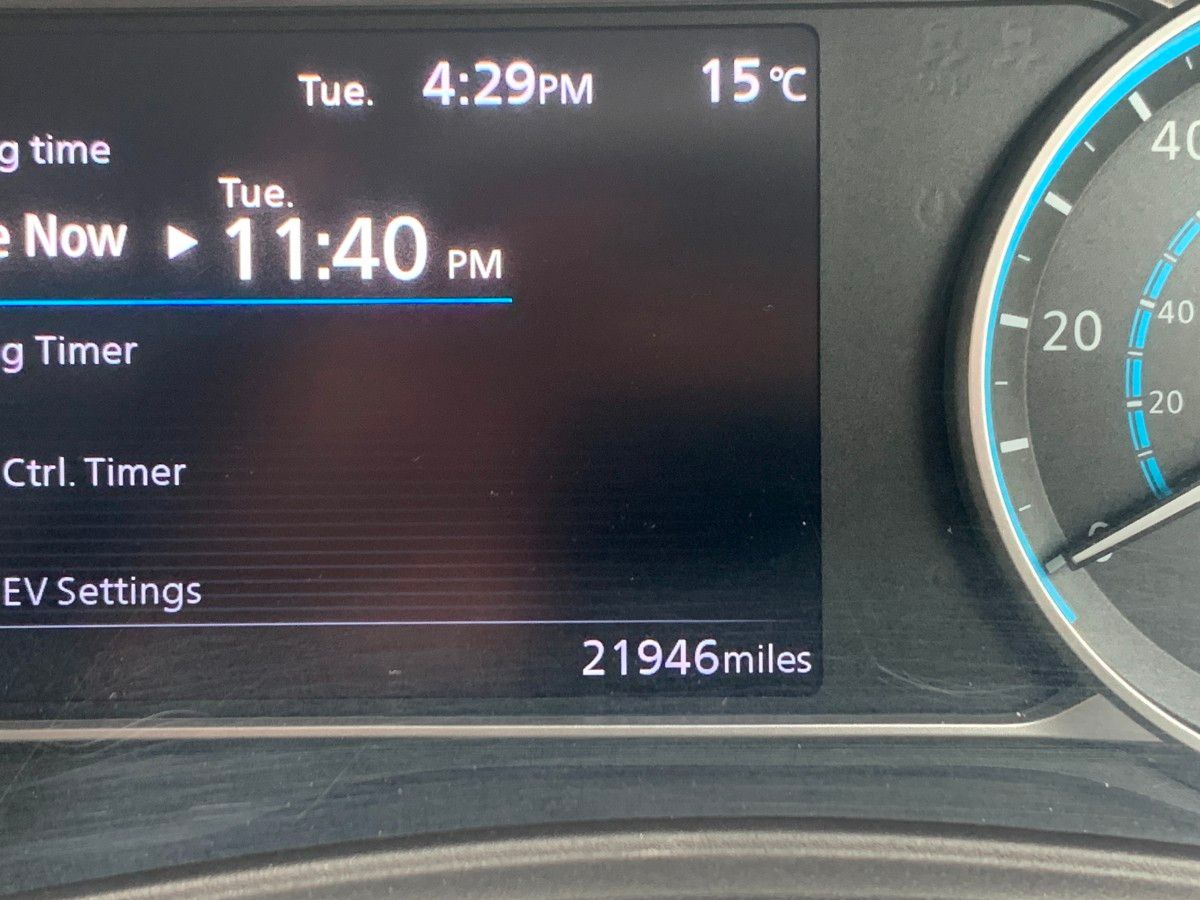 Tue. 4:29PM 15°C
g time
Tue.
e Now ▶ 11:40 PM
g Timer
Ctrl. Timer
EV Settings
21946miles
40
20
0
40
20